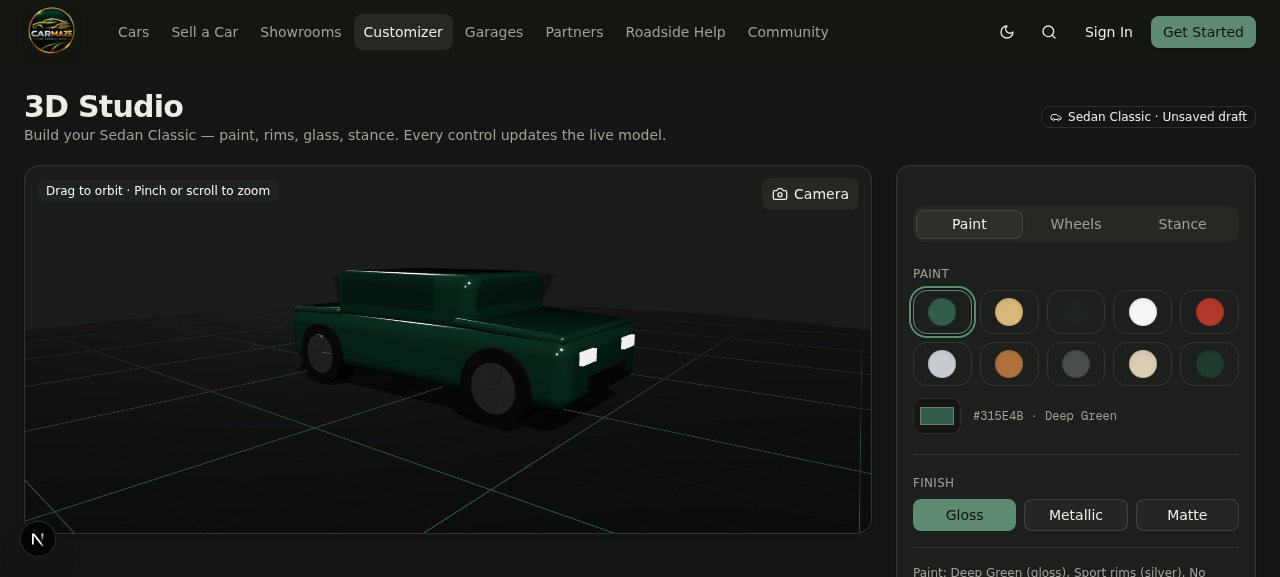 CARMAZE
Cars
Sell a Car
Showrooms
Customizer
Garages
Partners
Roadside Help
Community
Sign In
Get Started
3D Studio
Build your Sedan Classic — paint, rims, glass, stance. Every control updates the live model.
Sedan Classic · Unsaved draft
Drag to orbit · Pinch or scroll to zoom
Camera
Paint
Wheels
Stance
PAINT
#315E4B · Deep Green
FINISH
Gloss
Metallic
Matte
Paint: Deep Green (gloss). Sport rims (silver). No
N